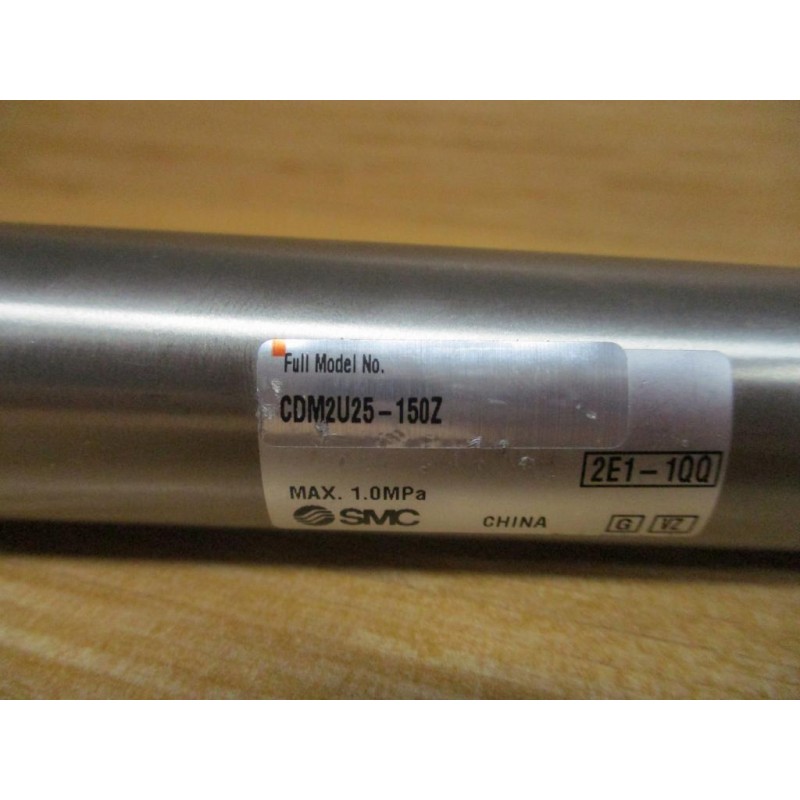 Full Model No.
CDM2U25-150Z
2E1-1QQ
MAX. 1.0MPa
SMC CHINA G VZ